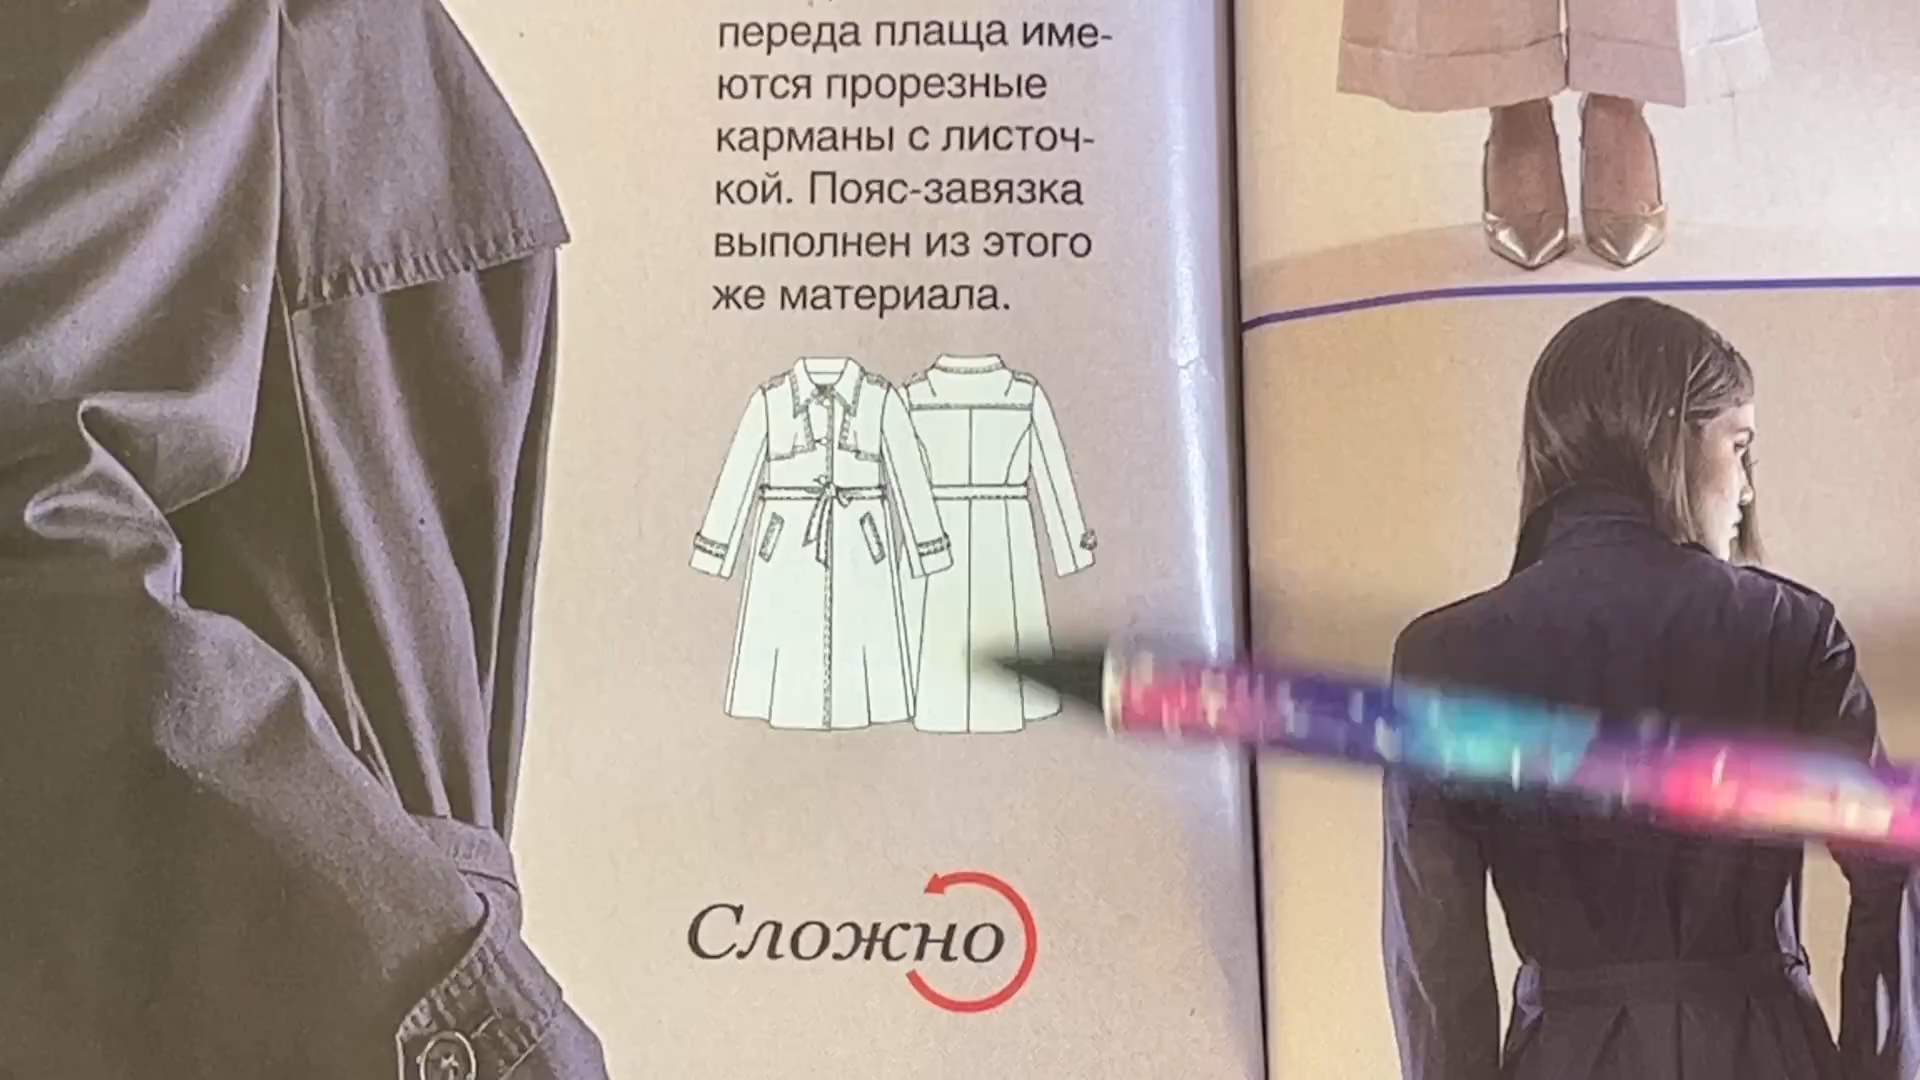 переда плаща име-
ются прорезные
карманы с листоч-
кой. Пояс-завязка
выполнен из этого
же материала.
Сложно